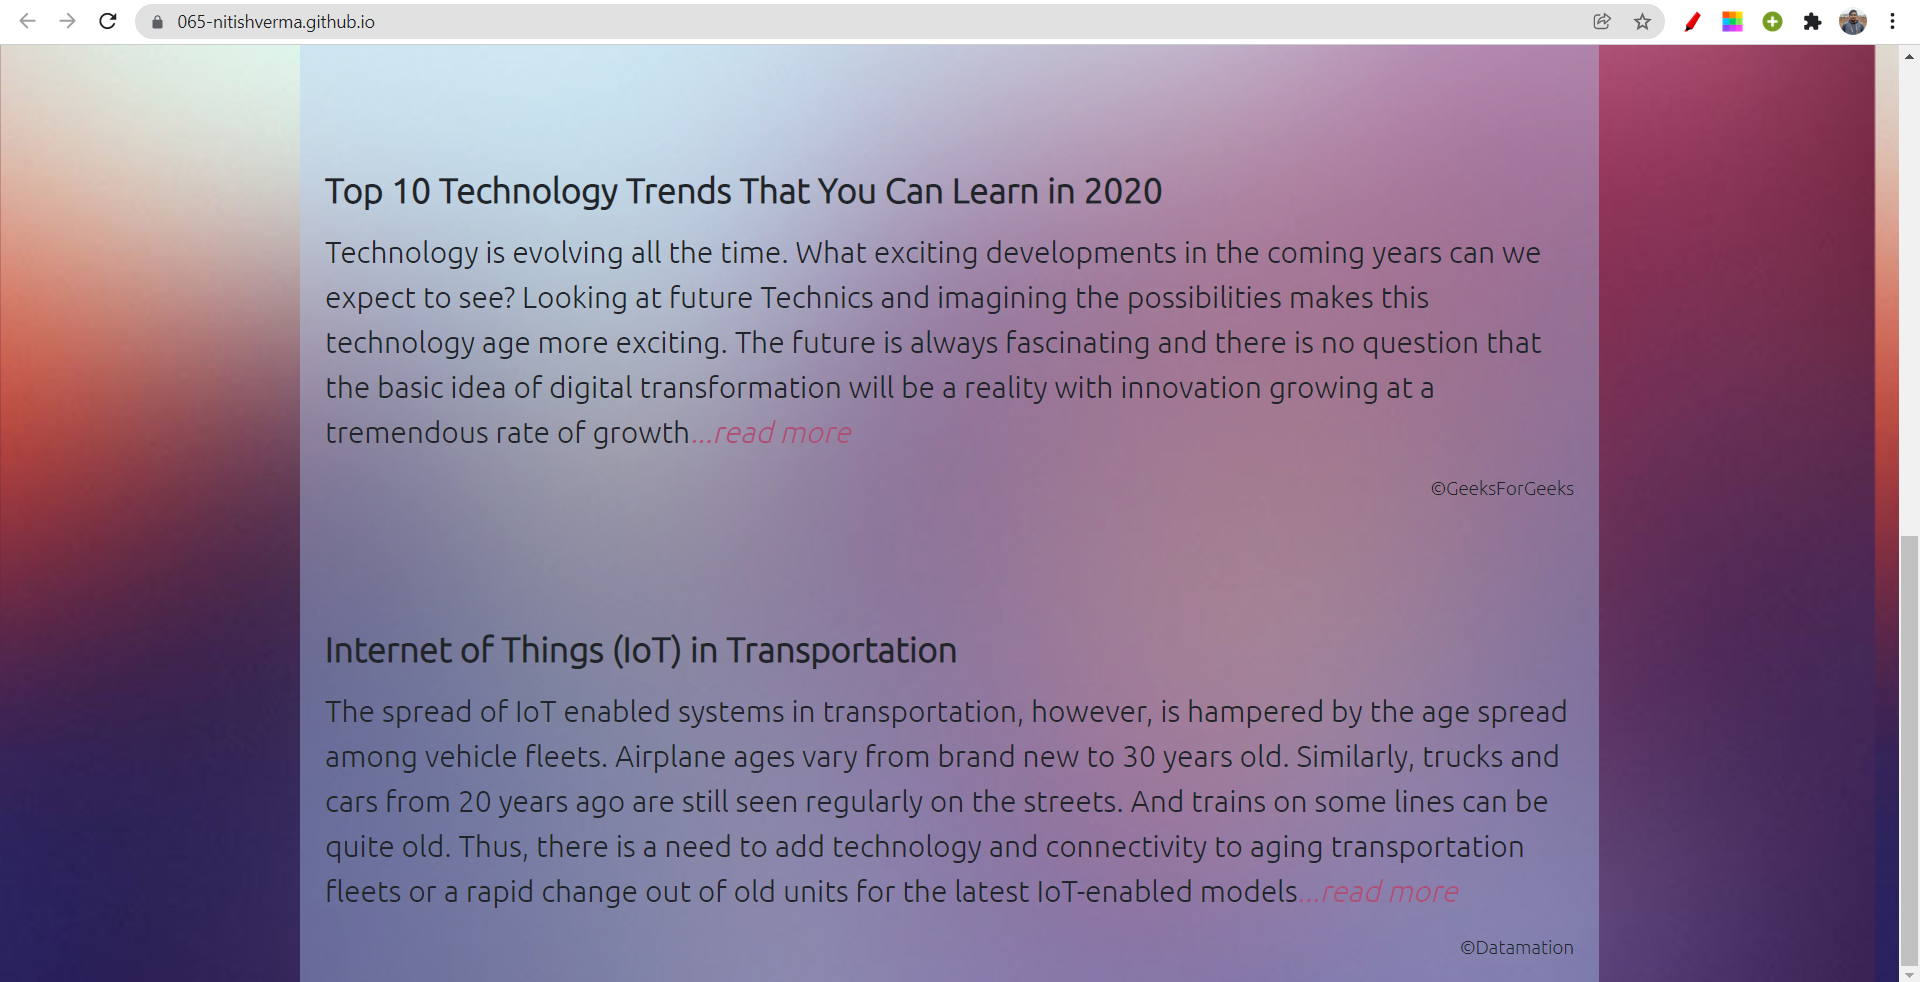 065-nitishverma.github.io
Top 10 Technology Trends That You Can Learn in 2020
Technology is evolving all the time. What exciting developments in the coming years can we
expect to see? Looking at future Technics and imagining the possibilities makes this
technology age more exciting. The future is always fascinating and there is no question that
the basic idea of digital transformation will be a reality with innovation growing at a
tremendous rate of growth...read more
©GeeksForGeeks
Internet of Things (IoT) in Transportation
The spread of IoT enabled systems in transportation, however, is hampered by the age spread
among vehicle fleets. Airplane ages vary from brand new to 30 years old. Similarly, trucks and
cars from 20 years ago are still seen regularly on the streets. And trains on some lines can be
quite old. Thus, there is a need to add technology and connectivity to aging transportation
fleets or a rapid change out of old units for the latest IoT-enabled models...read more
©Datamation